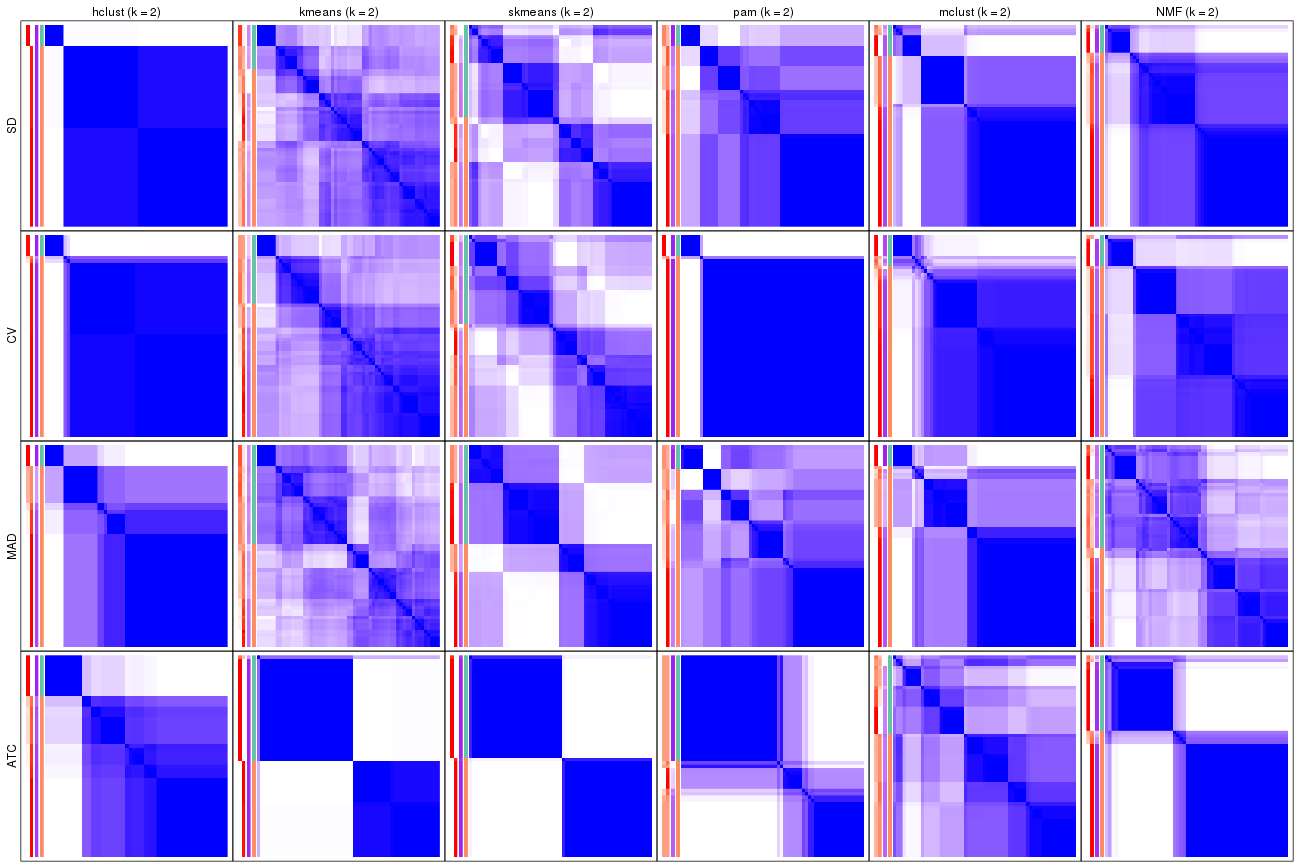 hclust (k = 2) kmeans (k = 2) skmeans (k = 2) pam (k = 2) mclust (k = 2) NMF (k = 2)
SD
CV
MAD
ATC